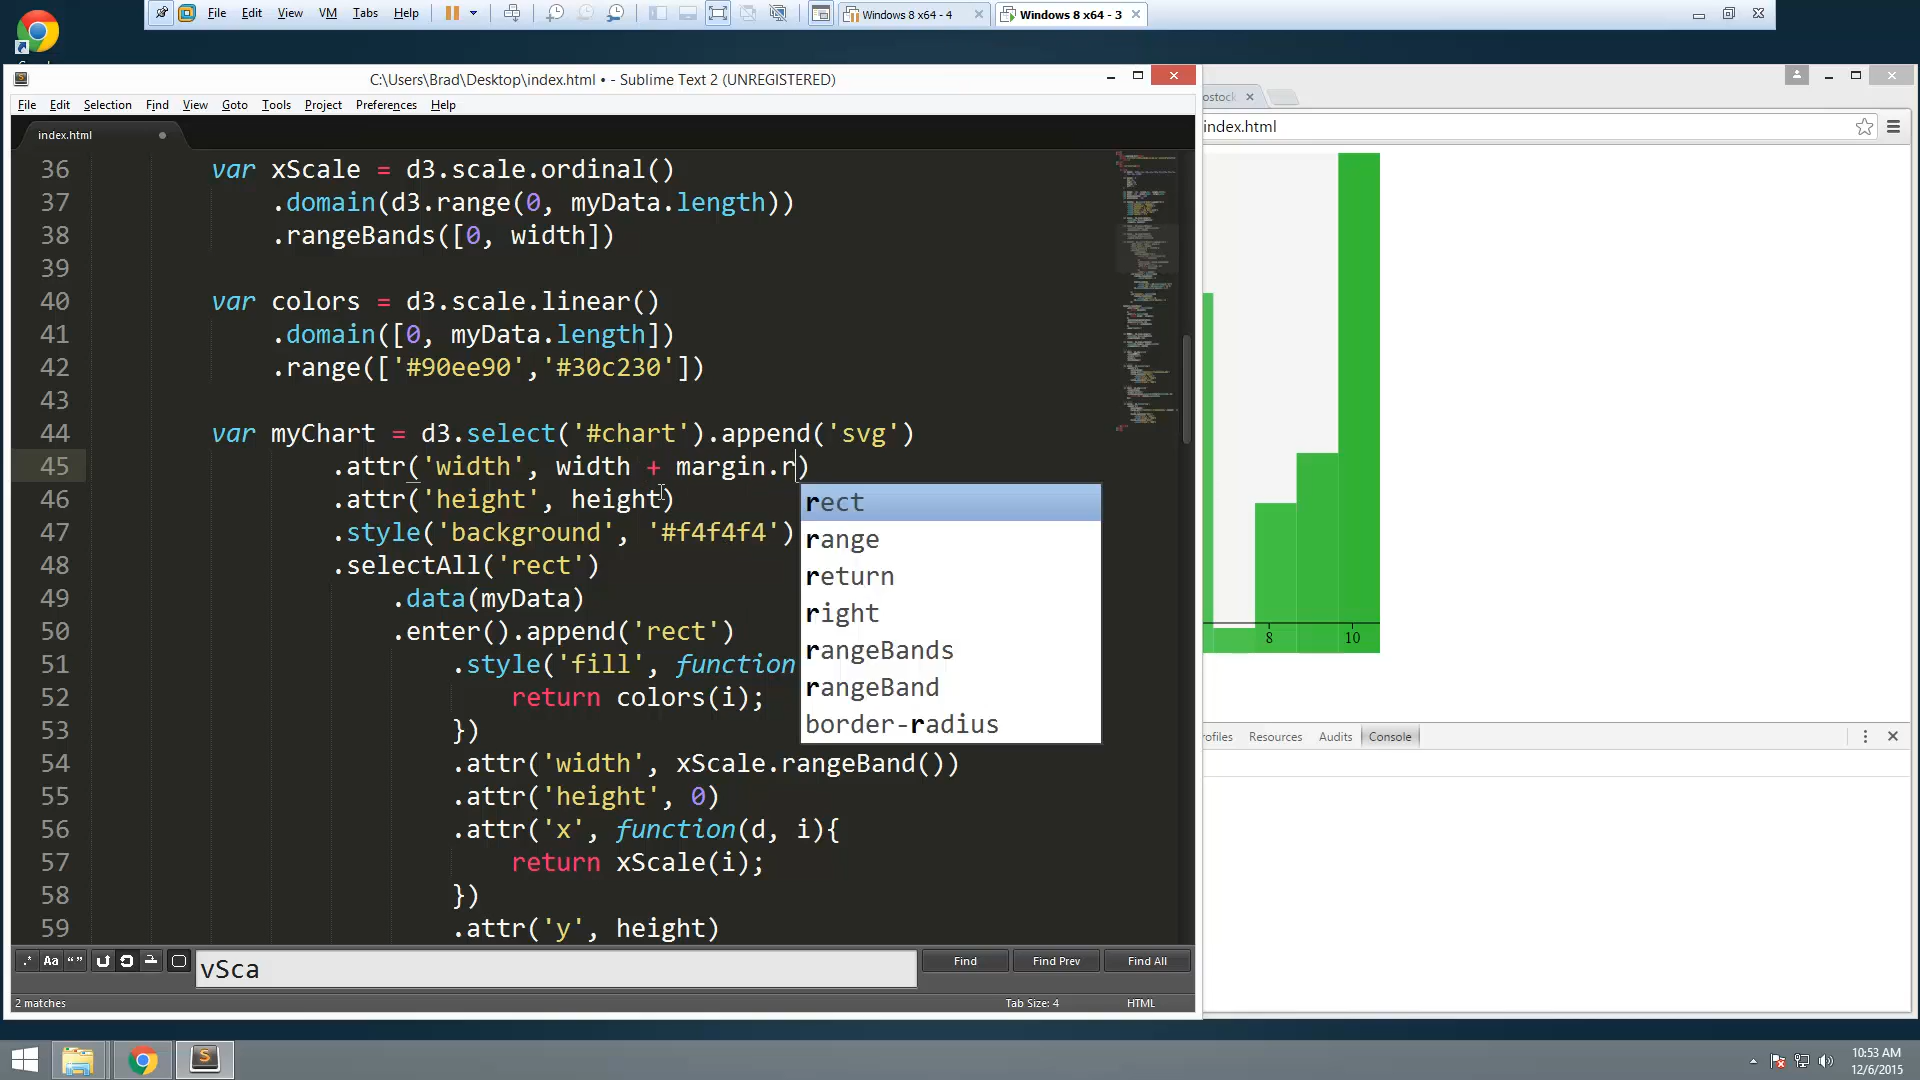 File Edit View VM Tabs Help
Windows 8 x64 - 4
Windows 8 x64 - 3
C:\Users\Brad\Desktop\index.html • - Sublime Text 2 (UNREGISTERED)
File Edit Selection Find View Goto Tools Project Preferences Help
index.html
36 var xScale = d3.scale.ordinal()
37 .domain(d3.range(0, myData.length))
38 .rangeBands([0, width])
39
40 var colors = d3.scale.linear()
41 .domain([0, myData.length])
42 .range(['#90ee90','#30c230'])
43
44 var myChart = d3.select('#chart').append('svg')
45 .attr('width', width + margin.r)
46 .attr('height', height)
47 .style('background', '#f4f4f4')
48 .selectAll('rect')
49 .data(myData)
50 .enter().append('rect')
51 .style('fill', function
52 return colors(i);
53 })
54 .attr('width', xScale.rangeBand())
55 .attr('height', 0)
56 .attr('x', function(d, i){
57 return xScale(i);
58 })
59 .attr('y', height)
rect
range
return
right
rangeBands
rangeBand
border-radius
vSca
Find Find Prev Find All
2 matches
Tab Size: 4
HTML
ostock
index.html
8 10
ofiles Resources Audits Console
10:53 AM
12/6/2015